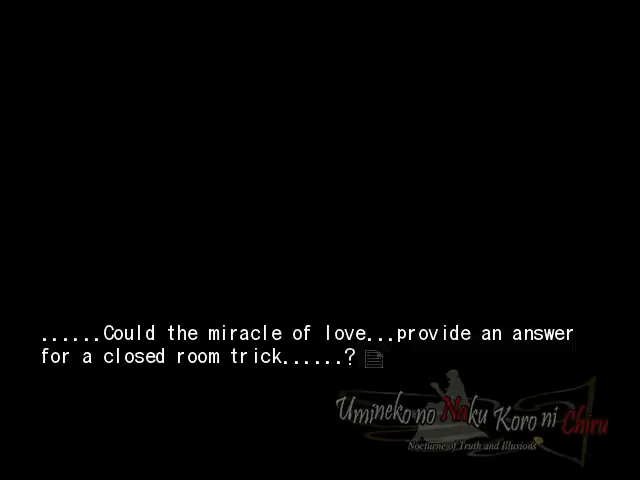 ......Could the miracle of love...provide an answer
for a closed room trick......?
Umineko no Naku Koro ni Chiru
Nocturne of Truth and Illusions